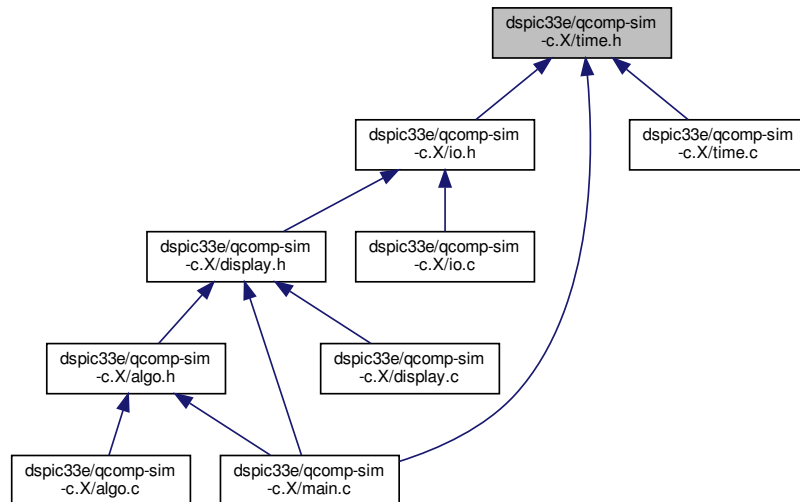 dspic33e/qcomp-sim
-c.X/time.h
dspic33e/qcomp-sim
-c.X/io.h
dspic33e/qcomp-sim
-c.X/time.c
dspic33e/qcomp-sim
-c.X/display.h
dspic33e/qcomp-sim
-c.X/io.c
dspic33e/qcomp-sim
-c.X/algo.h
dspic33e/qcomp-sim
-c.X/display.c
dspic33e/qcomp-sim
-c.X/algo.c
dspic33e/qcomp-sim
-c.X/main.c